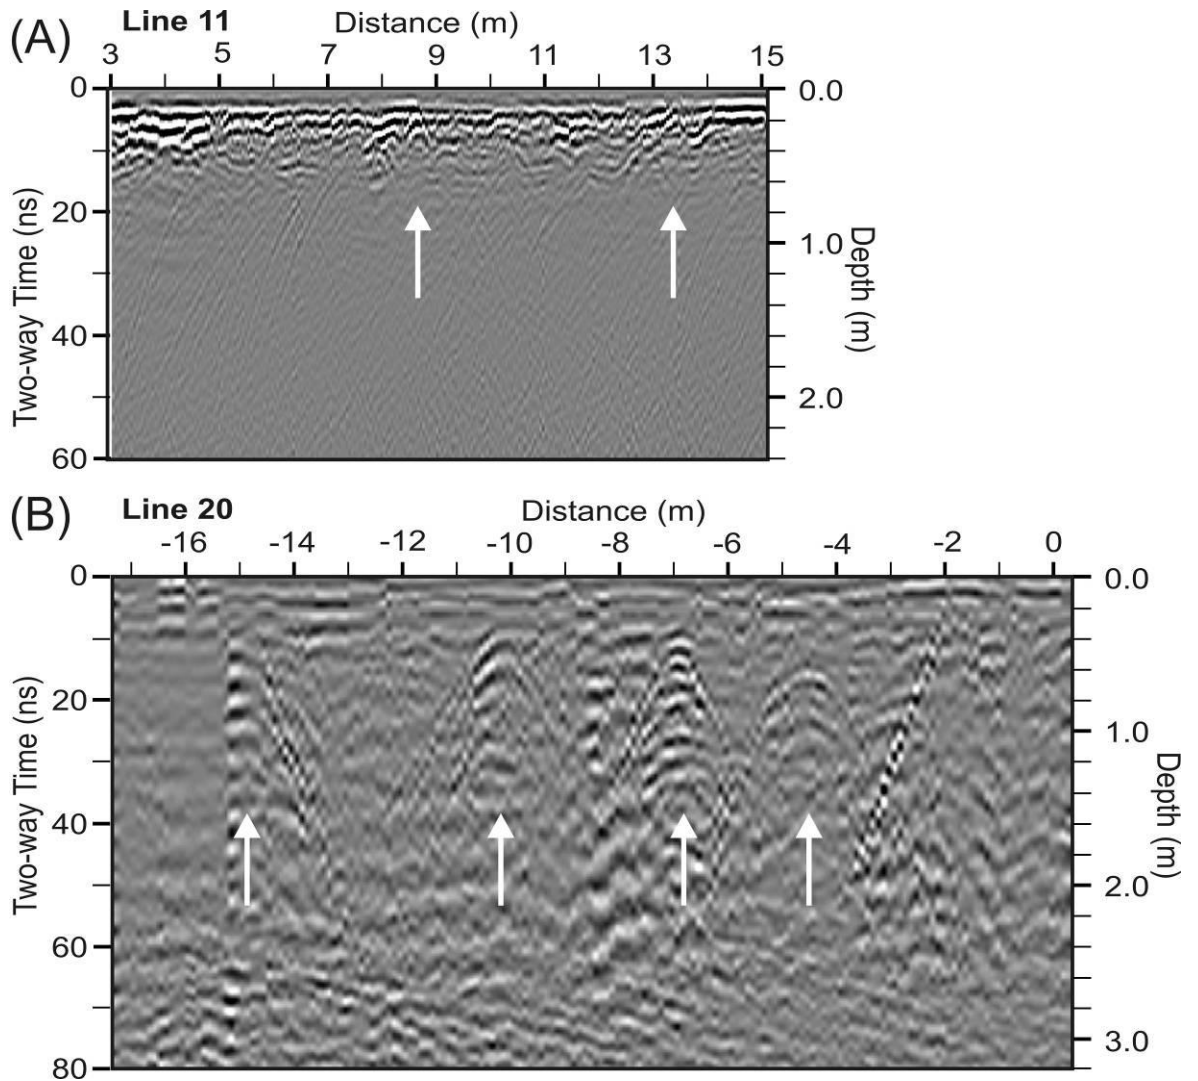 (A) Line 11 Distance (m)
3 5 7 9 11 13 15
0 0.0
20
1.0
40
2.0
60
Two-way Time (ns)
Depth (m)
(B) Line 20 Distance (m)
-16 -14 -12 -10 -8 -6 -4 -2 0
0 0.0
20
1.0
40
2.0
60
3.0
80
Two-way Time (ns)
Depth (m)